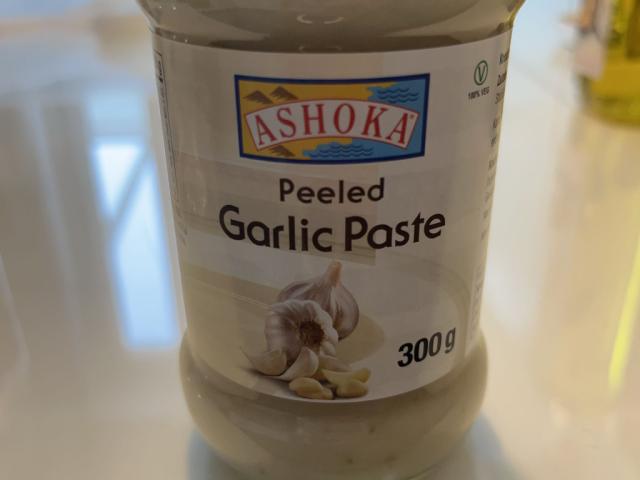 ASHOKA
Peeled
Garlic Paste
300g
100% VEG